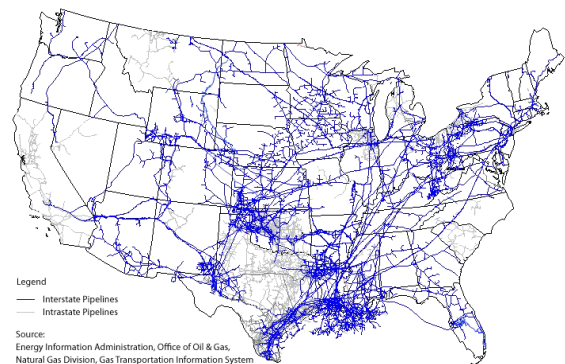 Legend
Interstate Pipelines
Intrastate Pipelines
Source:
Energy Information Administration, Office of Oil & Gas,
Natural Gas Division, Gas Transportation Information System